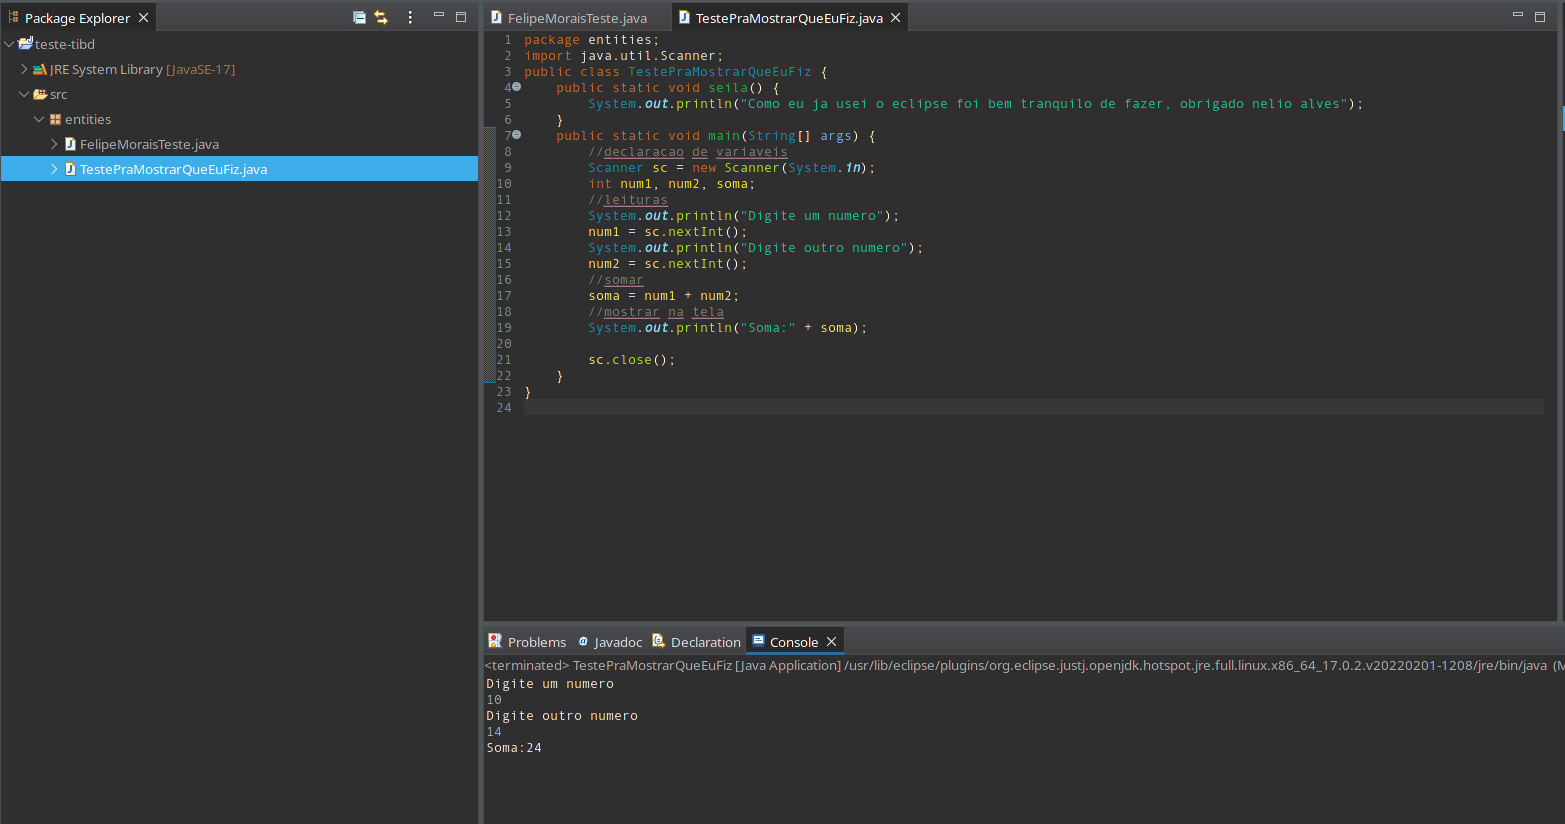 Package Explorer
teste-tibd
JRE System Library [JavaSE-17]
src
entities
FelipeMoraisTeste.java
TestePraMostrarQueEuFiz.java
FelipeMoraisTeste.java
TestePraMostrarQueEuFiz.java
1 package entities;
2 import java.util.Scanner;
3 public class TestePraMostrarQueEuFiz {
4 public static void seila() {
5 System.out.println("Como eu ja usei o eclipse foi bem tranquilo de fazer, obrigado nelio alves");
6 }
7 public static void main(String[] args) {
8 //declaracao de variaveis
9 Scanner sc = new Scanner(System.in);
10 int num1, num2, soma;
11 //leituras
12 System.out.println("Digite um numero");
13 num1 = sc.nextInt();
14 System.out.println("Digite outro numero");
15 num2 = sc.nextInt();
16 //somar
17 soma = num1 + num2;
18 //mostrar na tela
19 System.out.println("Soma:" + soma);
20
21 sc.close();
22 }
23 }
24
Problems Javadoc Declaration Console
<terminated> TestePraMostrarQueEuFiz [Java Application] /usr/lib/eclipse/plugins/org.eclipse.justj.openjdk.hotspot.jre.full.linux.x86_64_17.0.2.v20220201-1208/jre/bin/java (M
Digite um numero
10
Digite outro numero
14
Soma:24